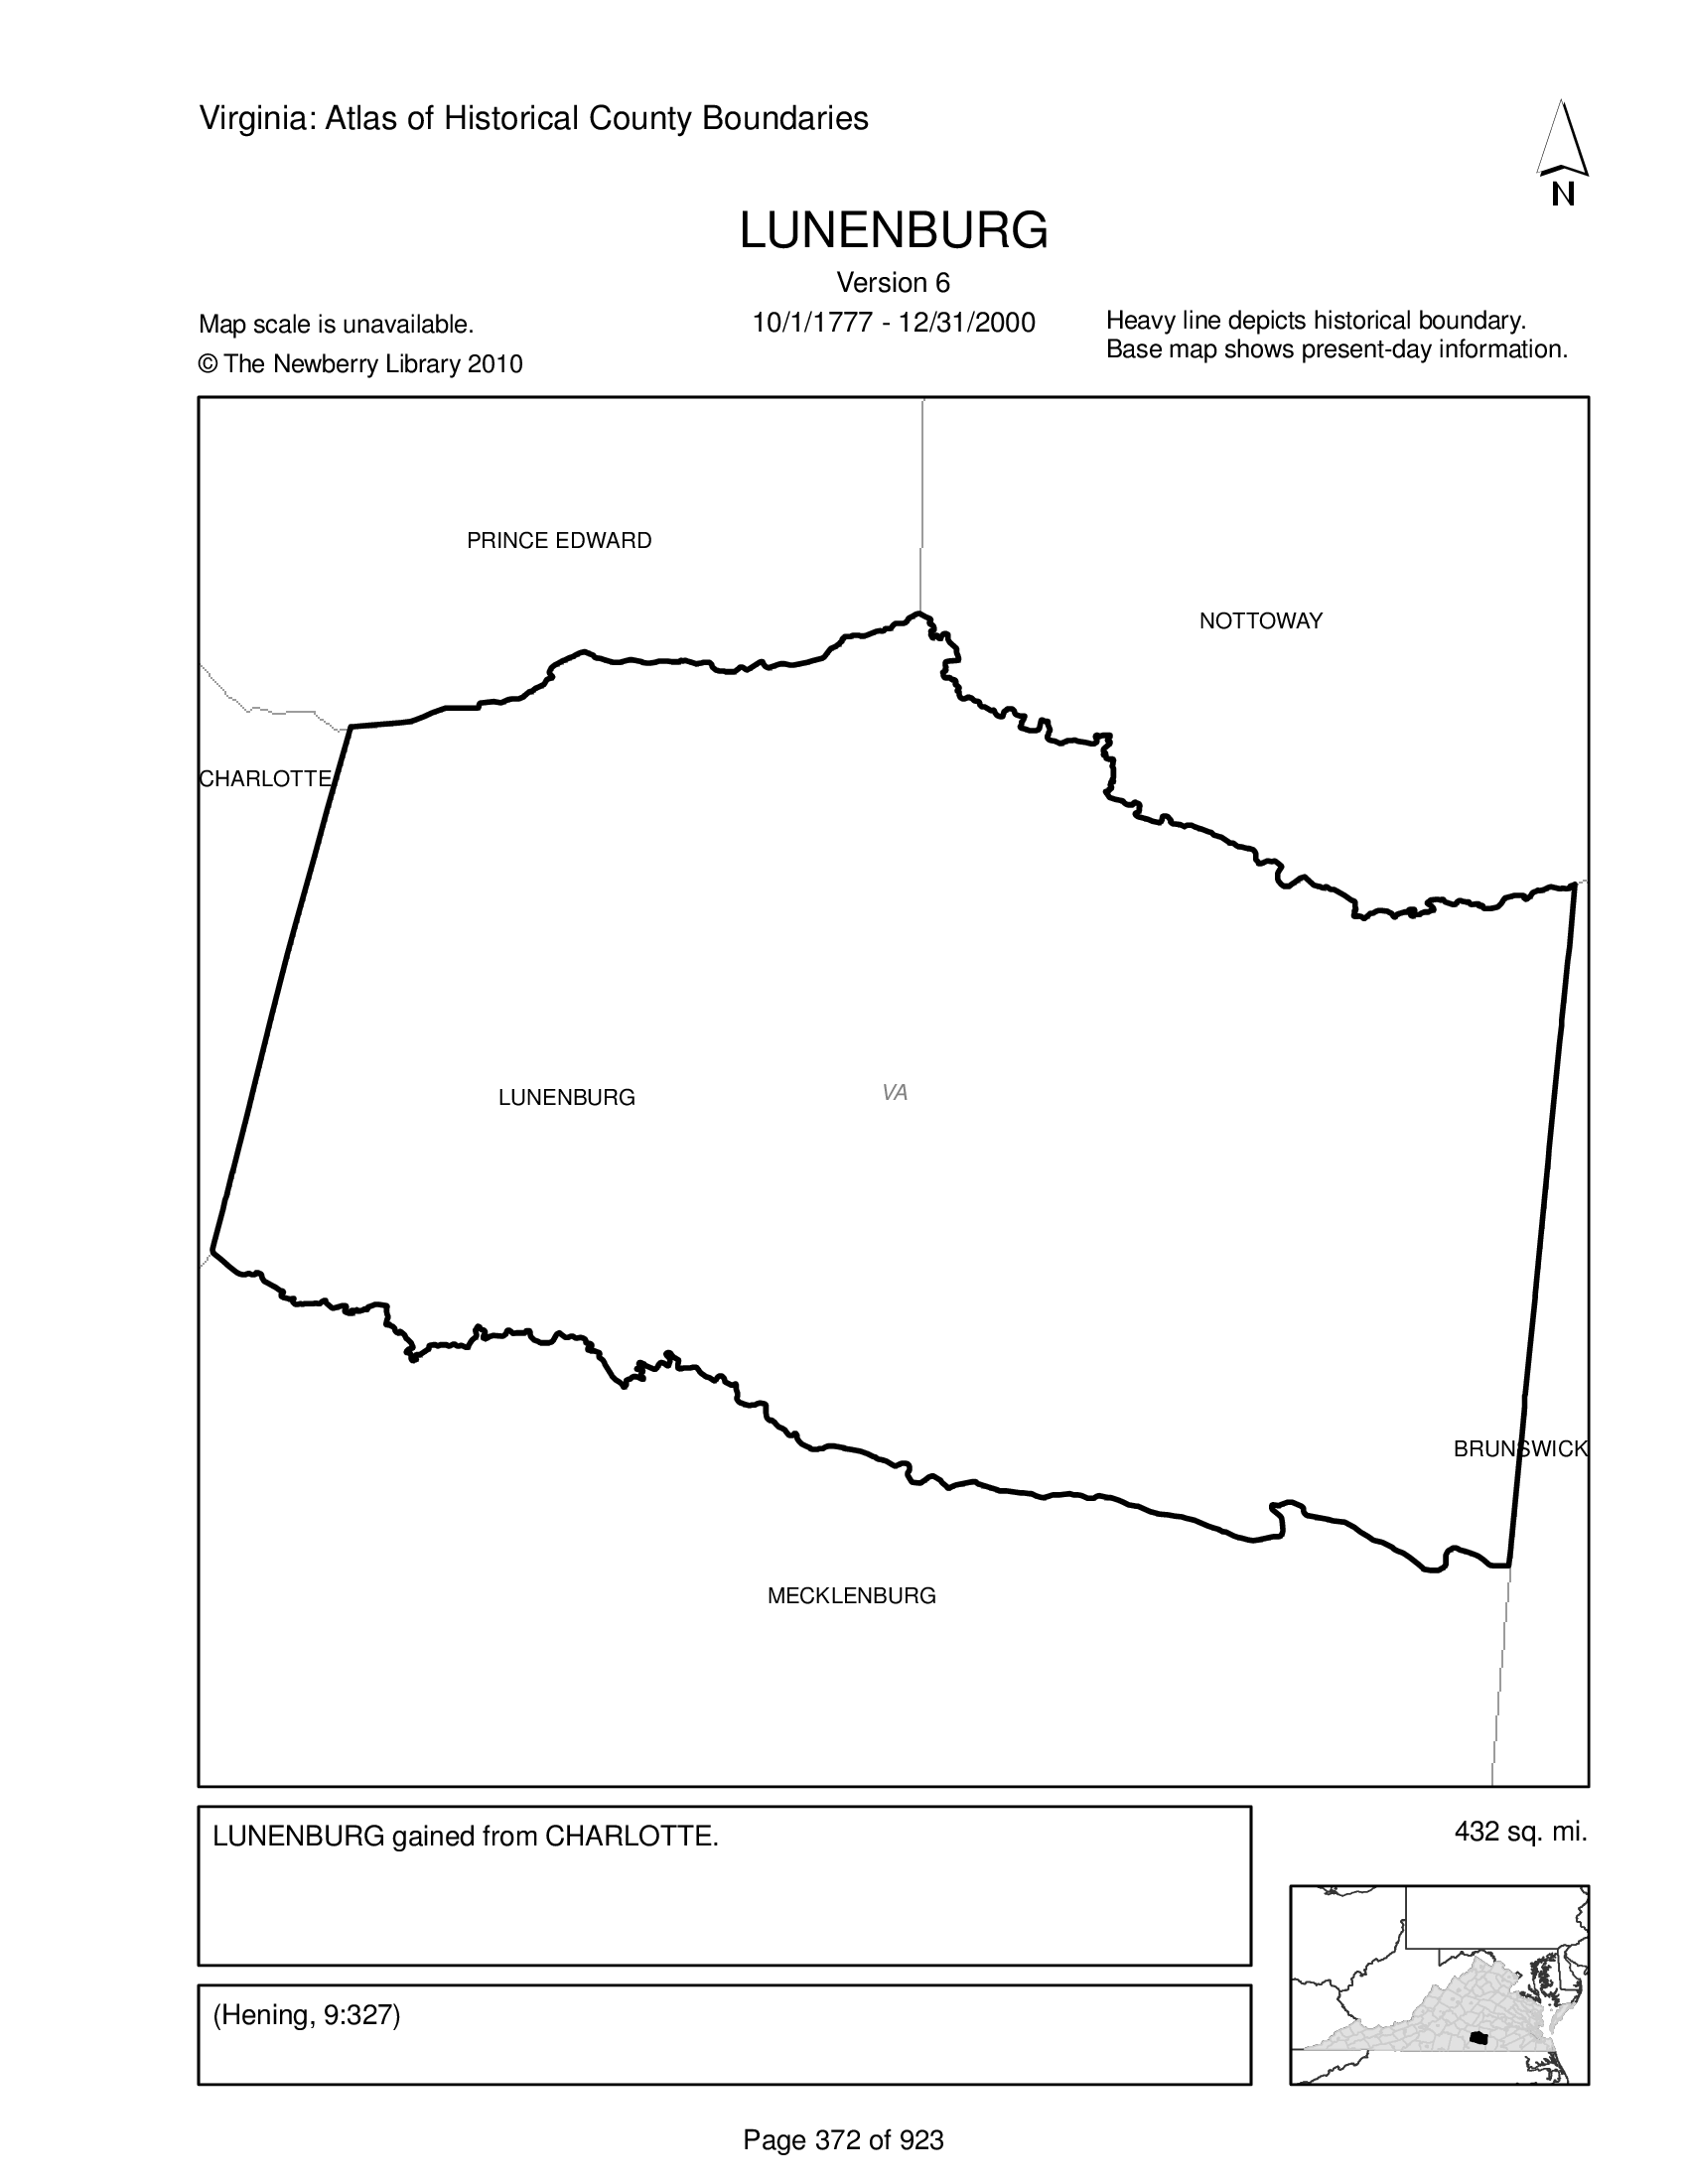 Virginia: Atlas of Historical County Boundaries
N
LUNENBURG
Version 6
10/1/1777 - 12/31/2000
Map scale is unavailable.
© The Newberry Library 2010
Heavy line depicts historical boundary.
Base map shows present-day information.
PRINCE EDWARD
NOTTOWAY
CHARLOTTE
LUNENBURG
VA
BRUNSWICK
MECKLENBURG
LUNENBURG gained from CHARLOTTE.
432 sq. mi.
(Hening, 9:327)
Page 372 of 923